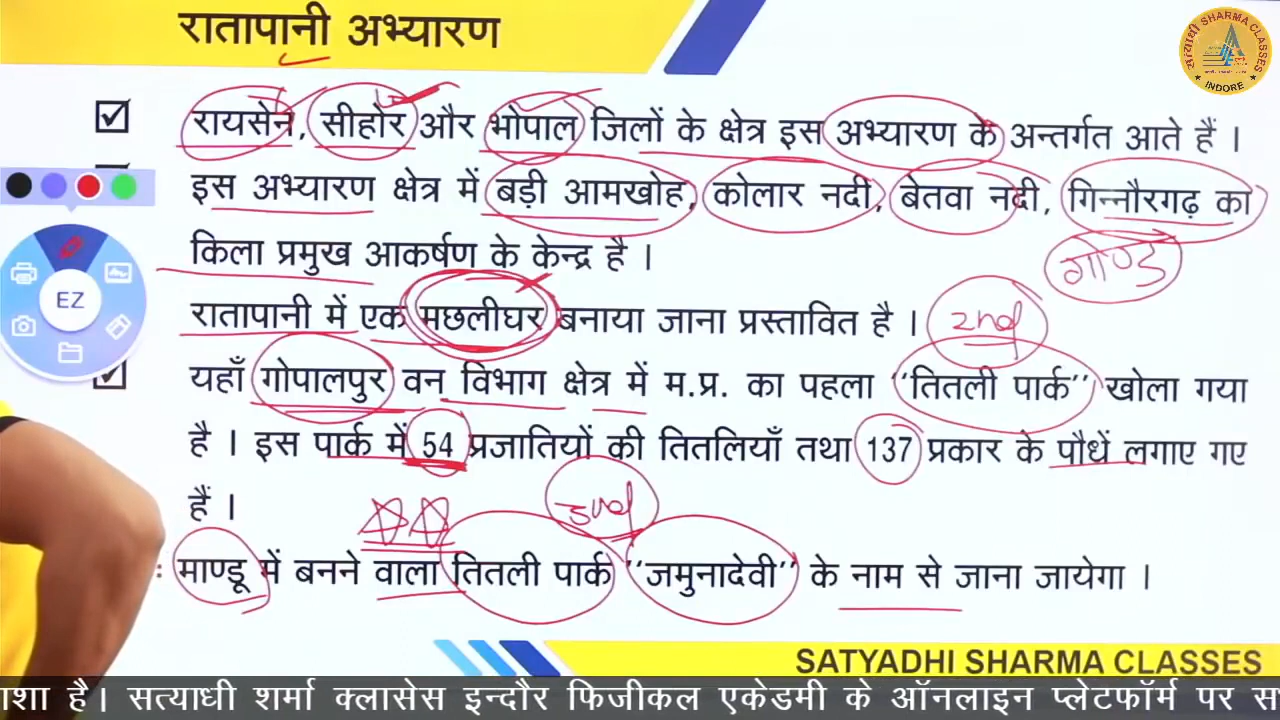 रातापानी अभ्यारण
सत्याधी SHARMA CLASSES
INDORE
रायसेन, सीहोर और भोपाल जिलों के क्षेत्र इस अभ्यारण के अन्तर्गत आते हैं ।
इस अभ्यारण क्षेत्र में बड़ी आमखोह, कोलार नदी, बेतवा नदी, गिन्नौरगढ़ का
किला प्रमुख आकर्षण के केन्द्र है ।
गोण्ड
EZ
रातापानी में एक मछलीघर बनाया जाना प्रस्तावित है ।
2nd
यहाँ गोपालपुर वन विभाग क्षेत्र में म.प्र. का पहला ‘‘तितली पार्क’’ खोला गया
है । इस पार्क में 54 प्रजातियों की तितलियाँ तथा 137 प्रकार के पौधें लगाए गए
हैं ।
3rd
माण्डू में बनने वाला तितली पार्क ‘‘जमुनादेवी’’ के नाम से जाना जायेगा ।
SATYADHI SHARMA CLASSES
ाशा है। सत्याधी शर्मा क्लासेस इन्दौर फिजीकल एकेडमी के ऑनलाइन प्लेटफॉर्म पर स